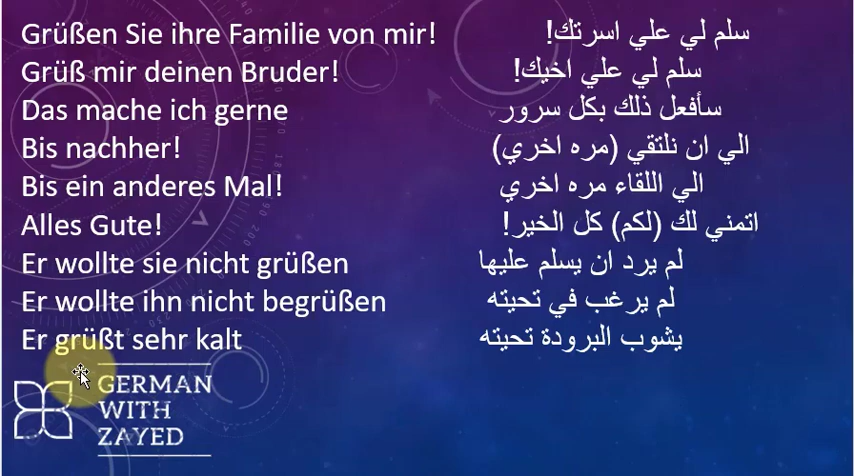 Grüßen Sie ihre Familie von mir! سلم لي علي اسرتك!
Grüß mir deinen Bruder! سلم لي علي اخيك!
Das mache ich gerne سأفعل ذلك بكل سرور
Bis nachher! الي ان نلتقي (مره اخري)
Bis ein anderes Mal! الي اللقاء مره اخري
Alles Gute! اتمني لك (لكم) كل الخير!
Er wollte sie nicht grüßen لم يرد ان يسلم عليها
Er wollte ihn nicht begrüßen لم يرغب في تحيته
Er grüßt sehr kalt يشوب البرودة تحيته
GERMAN
WITH
ZAYED